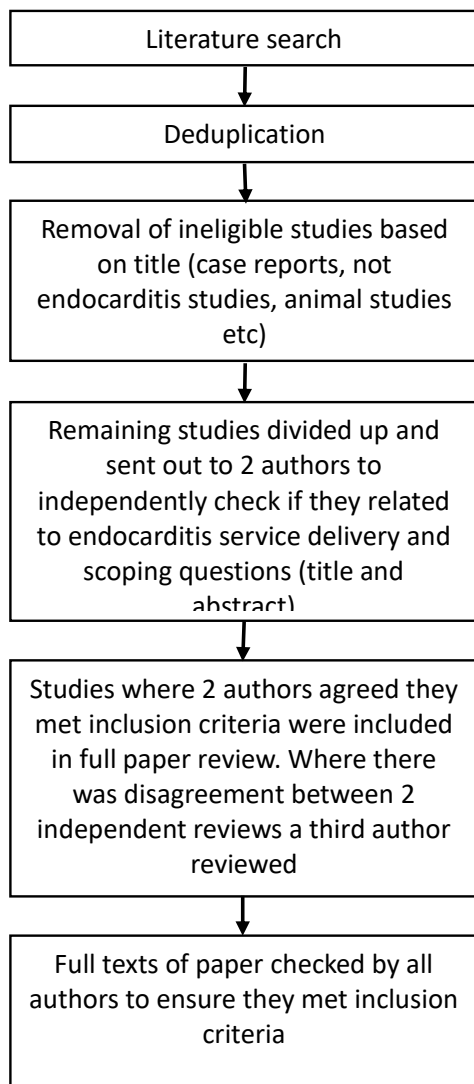 Literature search
Deduplication
Removal of ineligible studies based
on title (case reports, not
endocarditis studies, animal studies
etc)
Remaining studies divided up and
sent out to 2 authors to
independently check if they related
to endocarditis service delivery and
scoping questions (title and
abstract)
Studies where 2 authors agreed they
met inclusion criteria were included
in full paper review. Where there
was disagreement between 2
independent reviews a third author
reviewed
Full texts of paper checked by all
authors to ensure they met inclusion
criteria